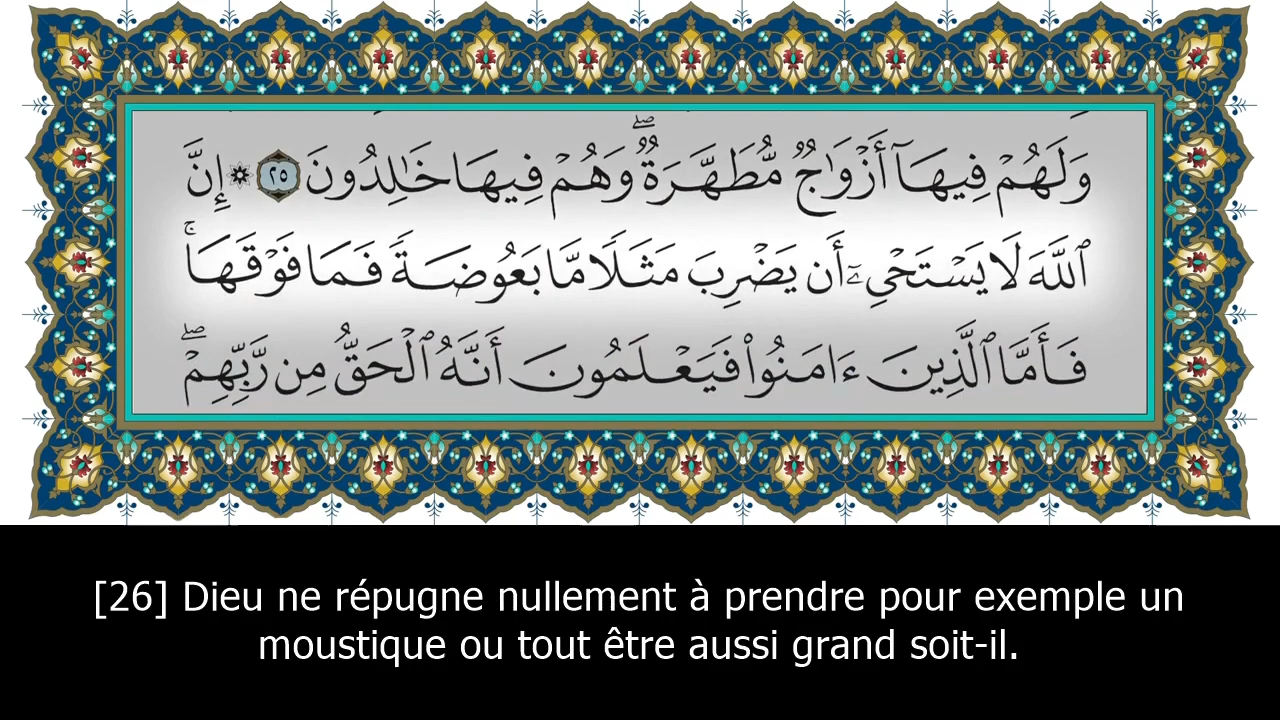 وَلَهُمْ فِيهَآ أَزْوَٰجٌ مُّطَهَّرَةٌ ۖ وَهُمْ فِيهَا خَٰلِدُونَ ٢٥ ۞ إِنَّ
ٱللَّهَ لَا يَسْتَحْىِۦٓ أَن يَضْرِبَ مَثَلًا مَّا بَعُوضَةً فَمَا فَوْقَهَا ۚ
فَأَمَّا ٱلَّذِينَ ءَامَنُوا۟ فَيَعْلَمُونَ أَنَّهُ ٱلْحَقُّ مِن رَّبِّهِمْ ۖ
[26] Dieu ne répugne nullement à prendre pour exemple un
moustique ou tout être aussi grand soit-il.